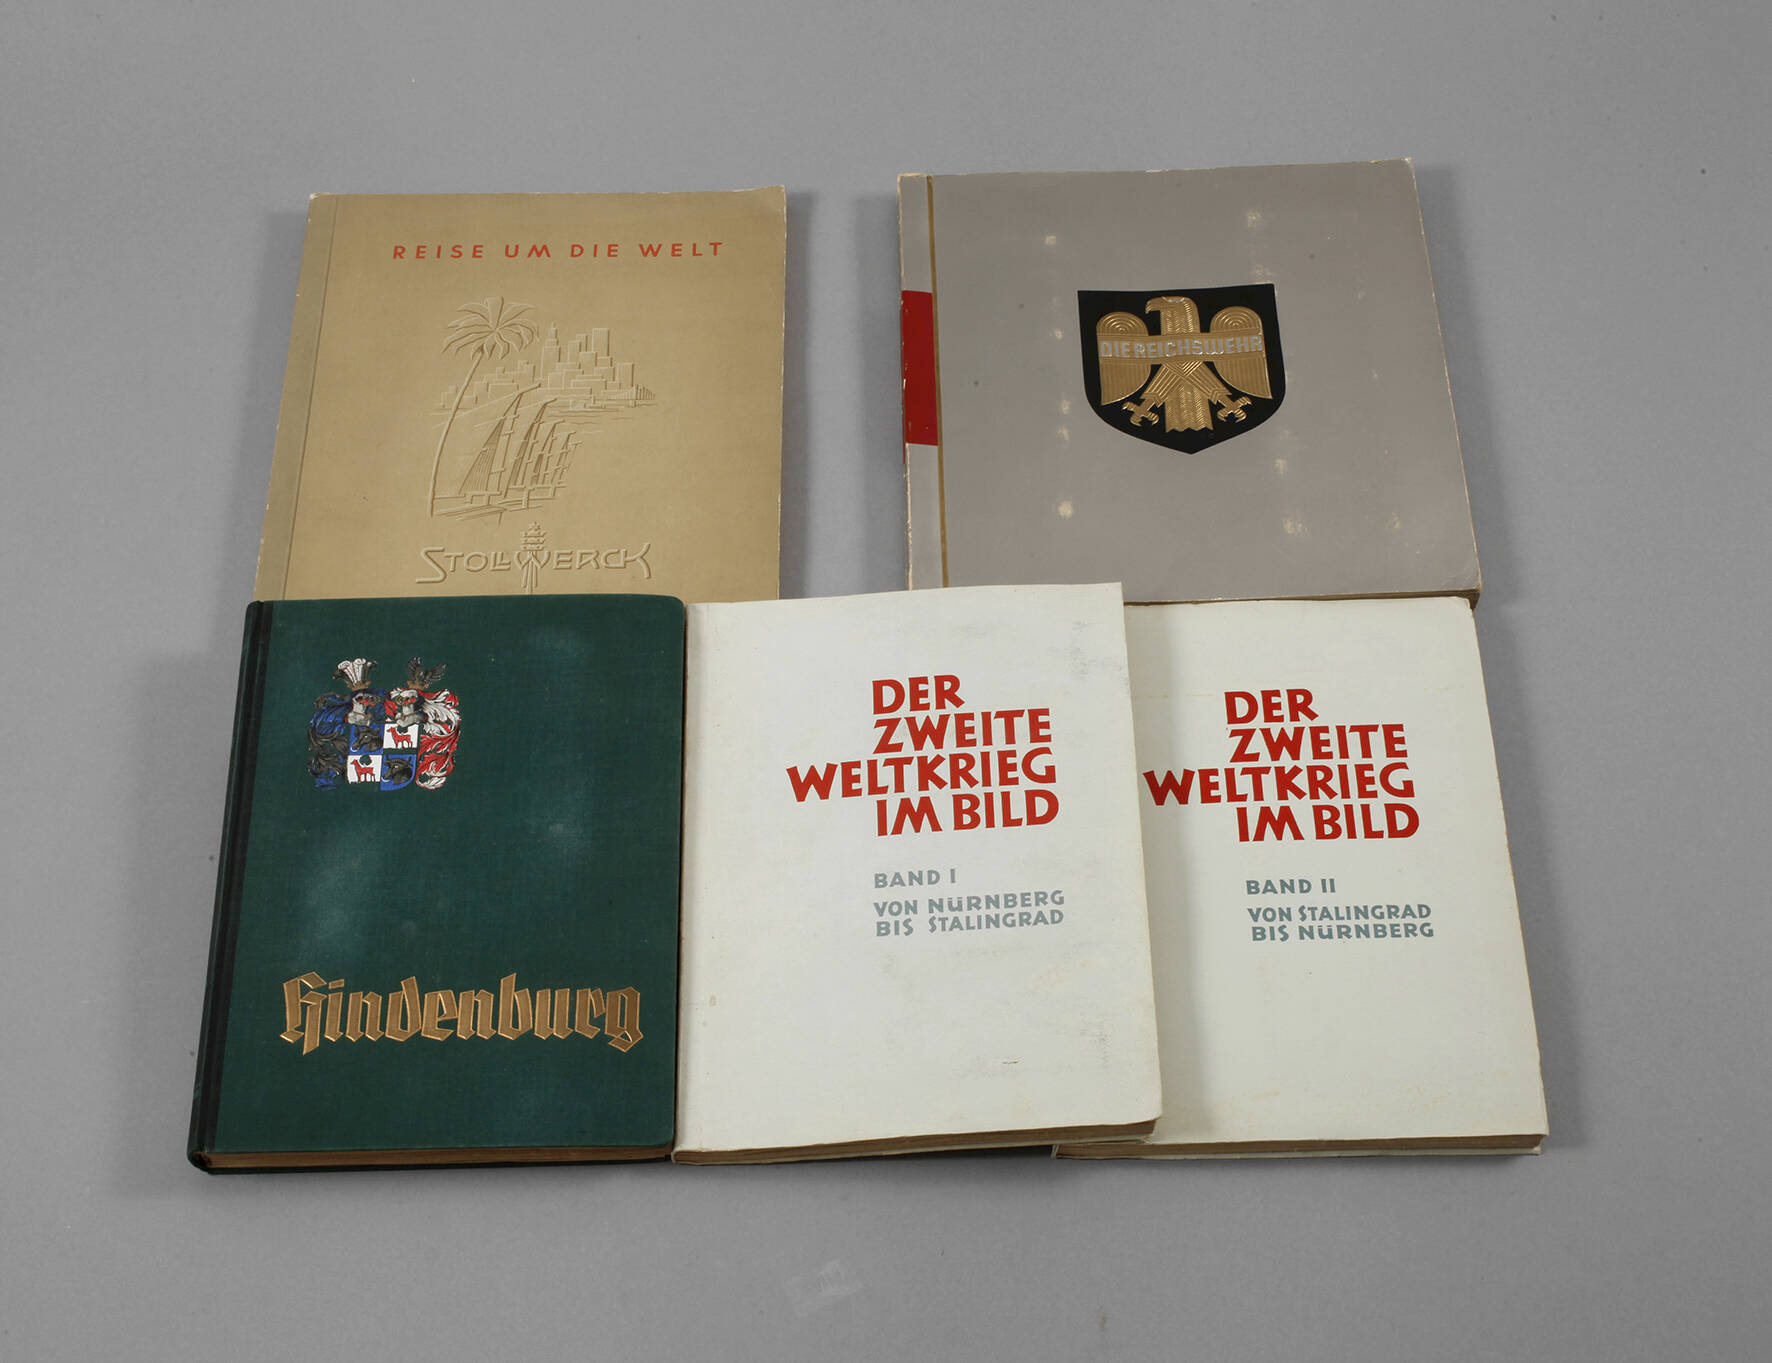 REISE UM DIE WELT
STOLLWERCK
DIE REICHSWEHR
Hindenburg
DER
ZWEITE
WELTKRIEG
IM BILD
BAND I
VON NÜRNBERG
BIS STALINGRAD
DER
ZWEITE
WELTKRIEG
IM BILD
BAND II
VON STALINGRAD
BIS NÜRNBERG